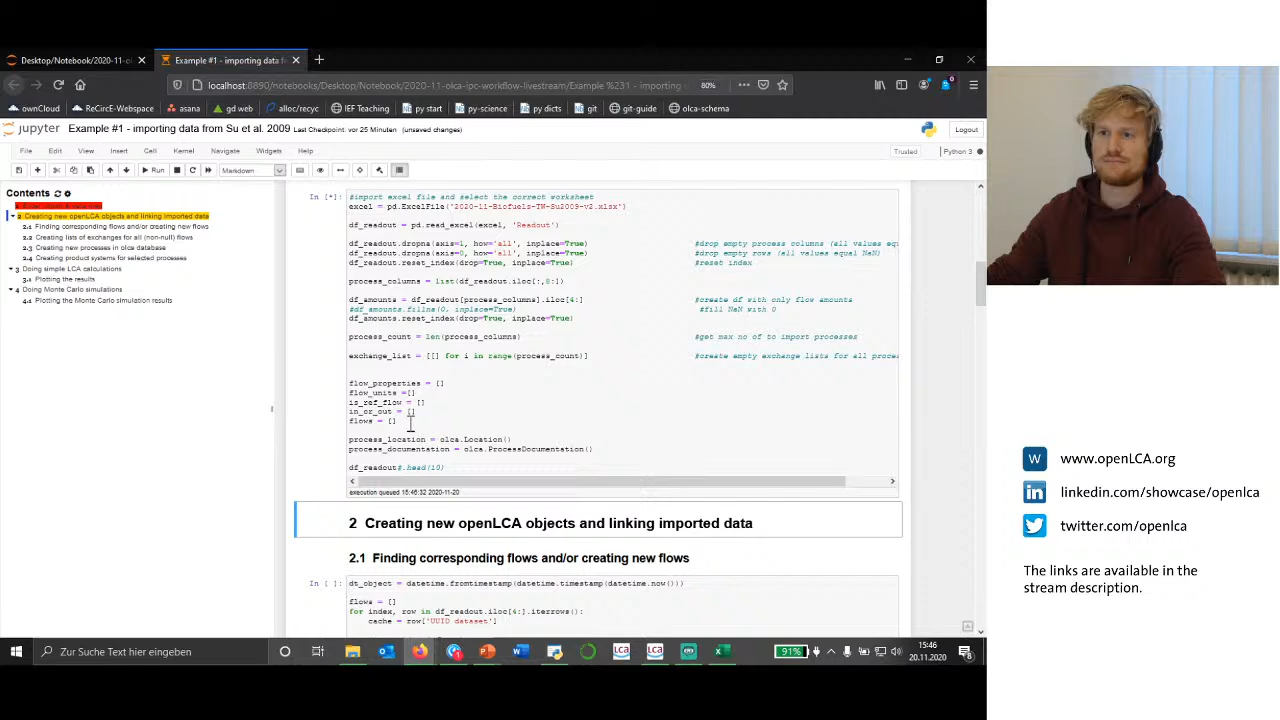 Desktop/Notebook/2020-11-ol
Example #1 - importing data f
localhost:8890/notebooks/Desktop/Notebook/2020-11-olca-ipc-workflow-livestream/Example %231 - importing
80%
ownCloud
ReCircE-Webspace
asana
gd web
alloc/recyc
IEF Teaching
py start
py-science
py dicts
git
git-guide
olca-schema
jupyter Example #1 - importing data from Su et al. 2009 Last Checkpoint: vor 25 Minuten (unsaved changes)
Logout
File Edit View Insert Cell Kernel Navigate Widgets Help
Trusted
Python 3
Run
Markdown
Contents
2 Creating new openLCA objects and linking imported data
2.1 Finding corresponding flows and/or creating new flows
2.2 Creating lists of exchanges for all (non-null) flows
2.3 Creating new processes in olca database
2.4 Creating product systems for selected processes
3 Doing simple LCA calculations
3.1 Plotting the results
4 Doing Monte Carlo simulations
4.1 Plotting the Monte Carlo simulation results
In [*]:
#import excel file and select the correct worksheet
excel = pd.ExcelFile('2020-11-Biofuels-TW-Su2009-v2.xlsx')
df_readout = pd.read_excel(excel, 'Readout')
df_readout.dropna(axis=1, how='all', inplace=True) #drop empty process columns (all values eq
df_readout.dropna(axis=0, how='all', inplace=True) #drop empty rows (all values equal NaN)
df_readout.reset_index(drop=True, inplace=True) #reset index
process_columns = list(df_readout.iloc[:,8:])
df_amounts = df_readout[process_columns].iloc[4:] #create df with only flow amounts
#df_amounts.fillna(0, inplace=True) #fill NaN with 0
df_amounts.reset_index(drop=True, inplace=True)
process_count = len(process_columns) #get max no of to import processes
exchange_list = [[] for i in range(process_count)] #create empty exchange lists for all proce
flow_properties = []
flow_units =[]
is_ref_flow = []
in_or_out = []
flows = []
process_location = olca.Location()
process_documentation = olca.ProcessDocumentation()
df_readout#.head(10)
execution queued 15:46:32 2020-11-20
2 Creating new openLCA objects and linking imported data
2.1 Finding corresponding flows and/or creating new flows
In [ ]:
dt_object = datetime.fromtimestamp(datetime.timestamp(datetime.now()))
flows = []
for index, row in df_readout.iloc[4:].iterrows():
cache = row['UUID dataset']
Zur Suche Text hier eingeben
91%
15:46
20.11.2020
W www.openLCA.org
in linkedin.com/showcase/openlca
twitter.com/openlca
The links are available in the
stream description.